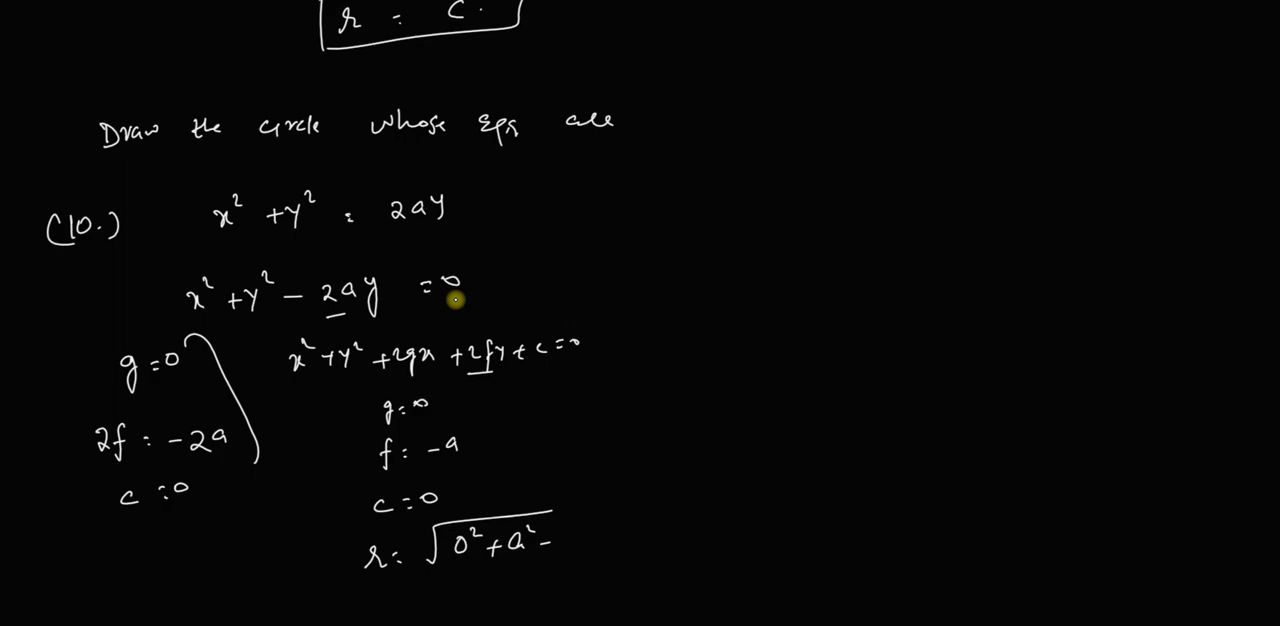 r = c.
Draw the circle whose Eqn are
(10.) x² + y² = 2ay
x² + y² - 2ay = 0
x² + y² + 2gx + 2fy + c = 0
g = 0
2f = -2a
c = 0
g = 0
f = -a
c = 0
r = √(0² + a² -